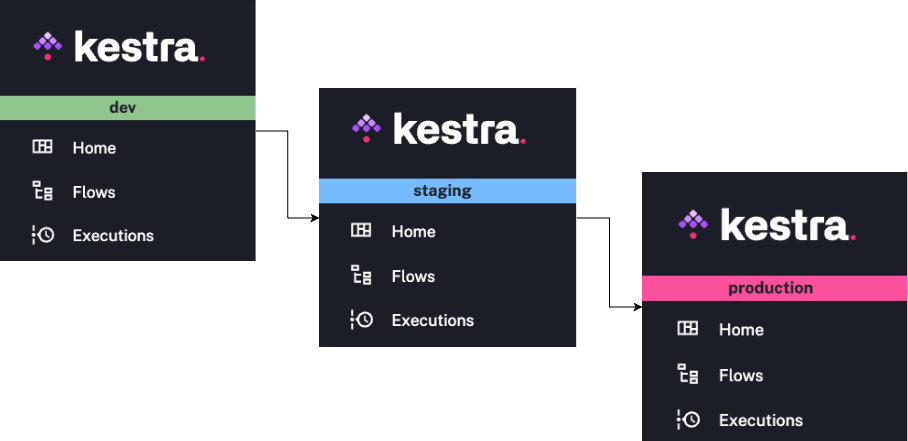 kestra.
dev
Home
Flows
Executions
kestra.
staging
Home
Flows
Executions
kestra.
production
Home
Flows
Executions